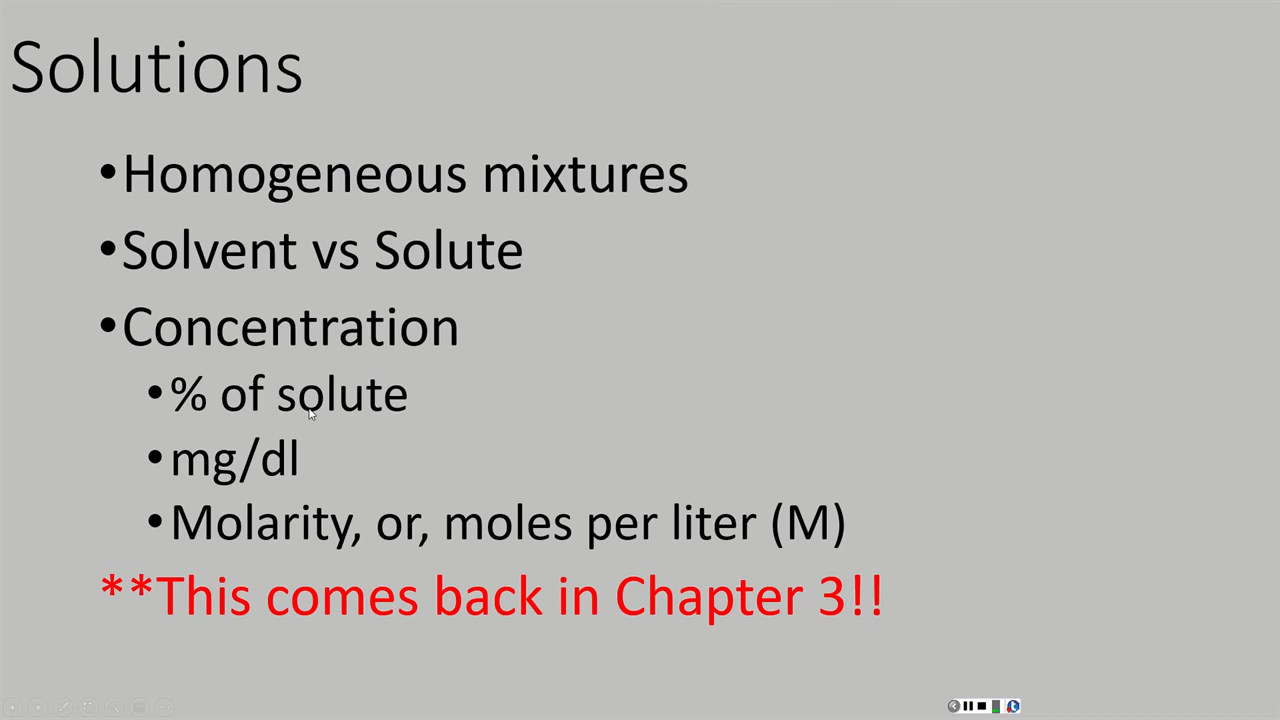 Solutions
•Homogeneous mixtures
•Solvent vs Solute
•Concentration
•% of solute
•mg/dl
•Molarity, or, moles per liter (M)
**This comes back in Chapter 3!!